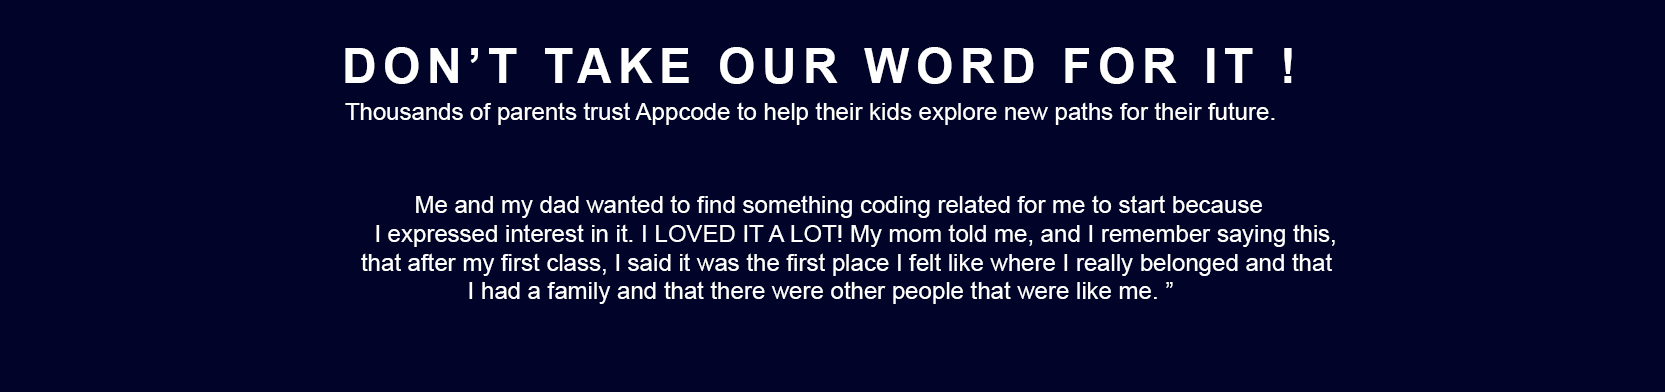 DON’T TAKE OUR WORD FOR IT !
Thousands of parents trust Appcode to help their kids explore new paths for their future.
Me and my dad wanted to find something coding related for me to start because
I expressed interest in it. I LOVED IT A LOT! My mom told me, and I remember saying this,
that after my first class, I said it was the first place I felt like where I really belonged and that
I had a family and that there were other people that were like me. ”